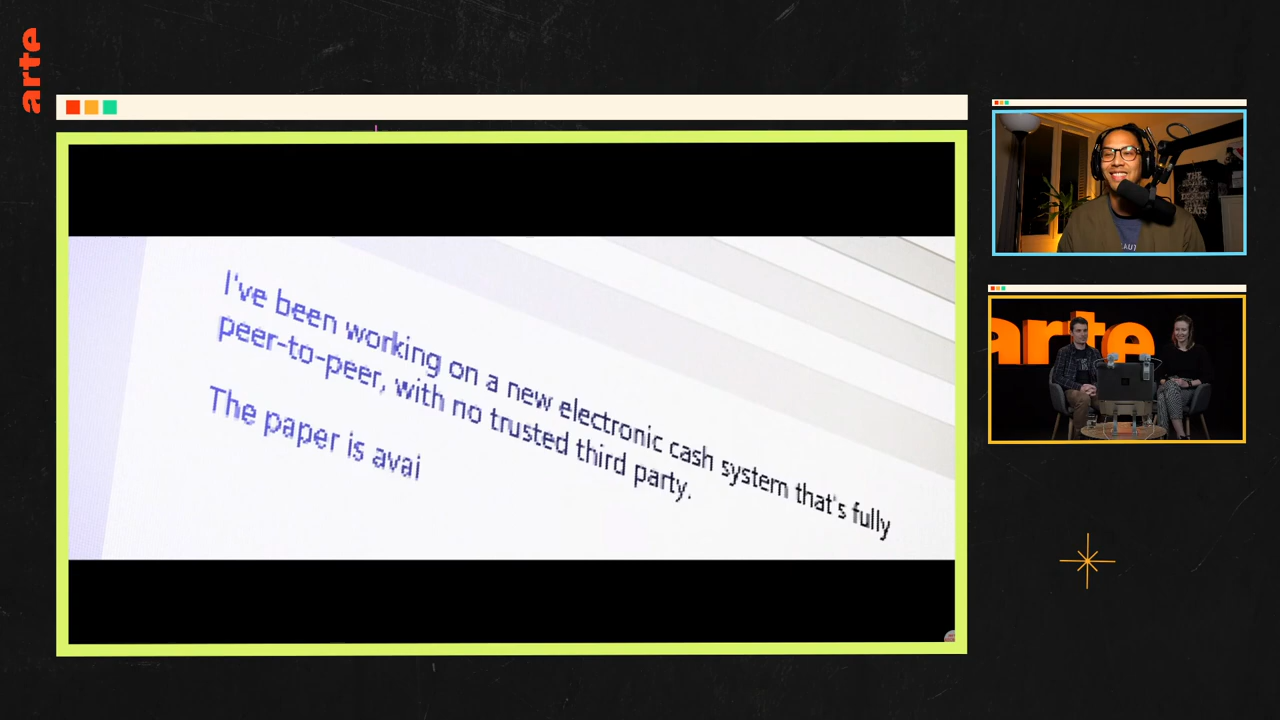 arte
I've been working on a new electronic cash system that's fully
peer-to-peer, with no trusted third party.
The paper is avai
arte